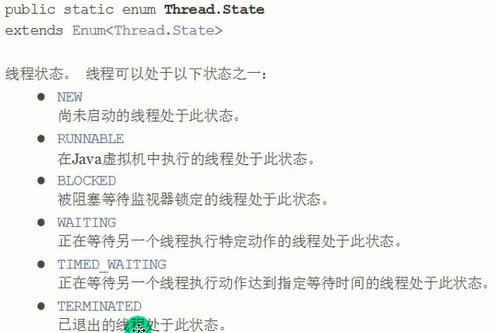 public static enum Thread.State
extends Enum<Thread.State>
线程状态。 线程可以处于以下状态之一：
● NEW
尚未启动的线程处于此状态。
● RUNNABLE
在Java虚拟机中执行的线程处于此状态。
● BLOCKED
被阻塞等待监视器锁定的线程处于此状态。
● WAITING
正在等待另一个线程执行特定动作的线程处于此状态。
● TIMED_WAITING
正在等待另一个线程执行动作达到指定等待时间的线程处于此状态。
● TERMINATED
已退出的线程处于此状态。